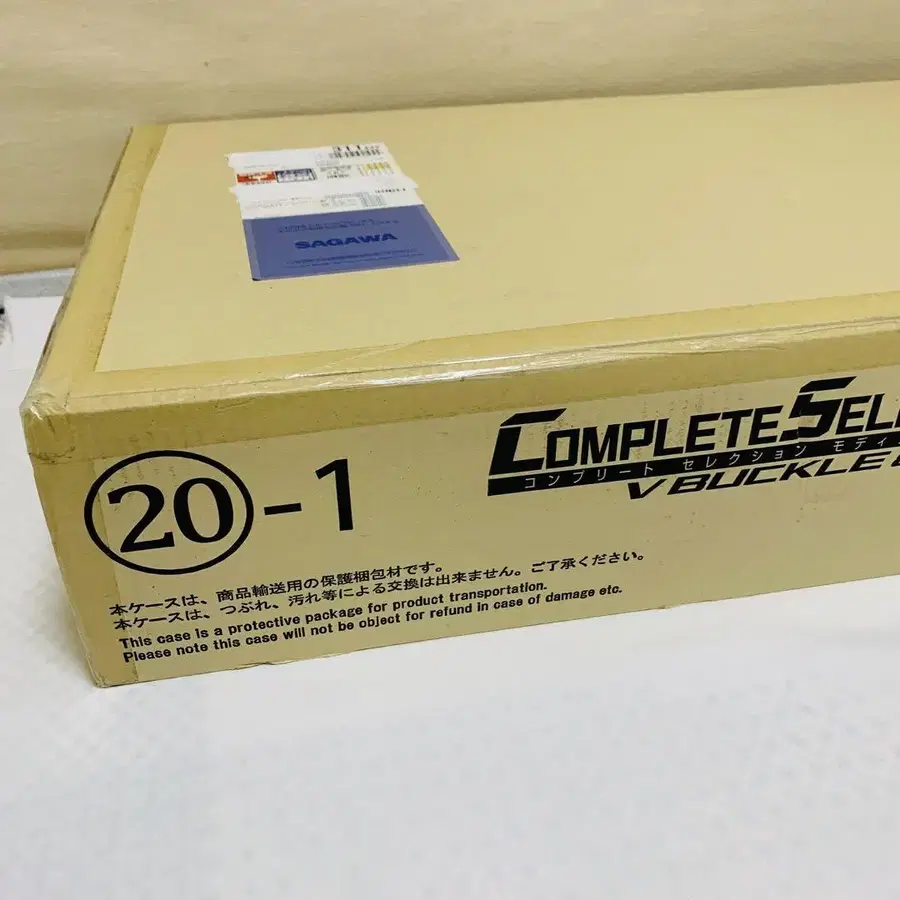 SAGAWA
COMPLETE SEL
コンプリート セレクション モディ
V BUCKLE
20-1
本ケースは、商品輸送用の保護梱包材です。
本ケースは、つぶれ、汚れ等による交換は出来ません。ご了承ください。
This case is a protective package for product transportation.
Please note this case will not be object for refund in case of damage etc.